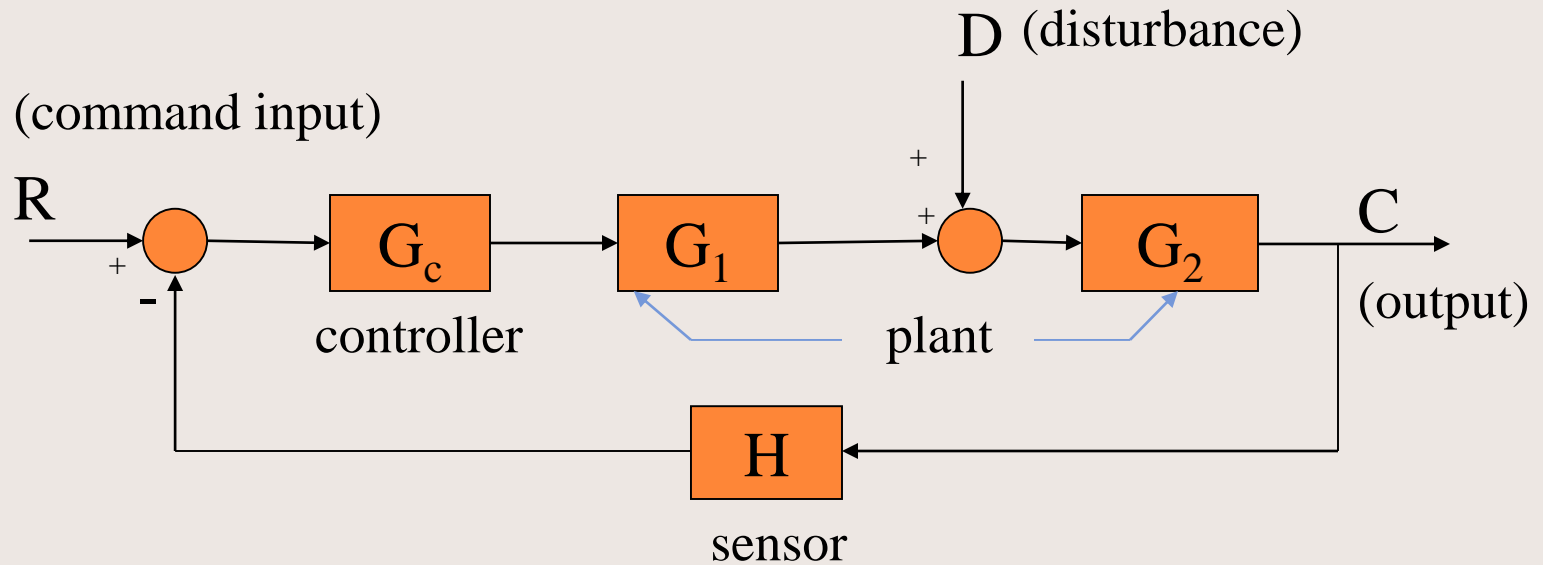 D (disturbance)
(command input)
+
R
+
C
Gc
G1
G2
+
-
(output)
controller
plant
H
sensor